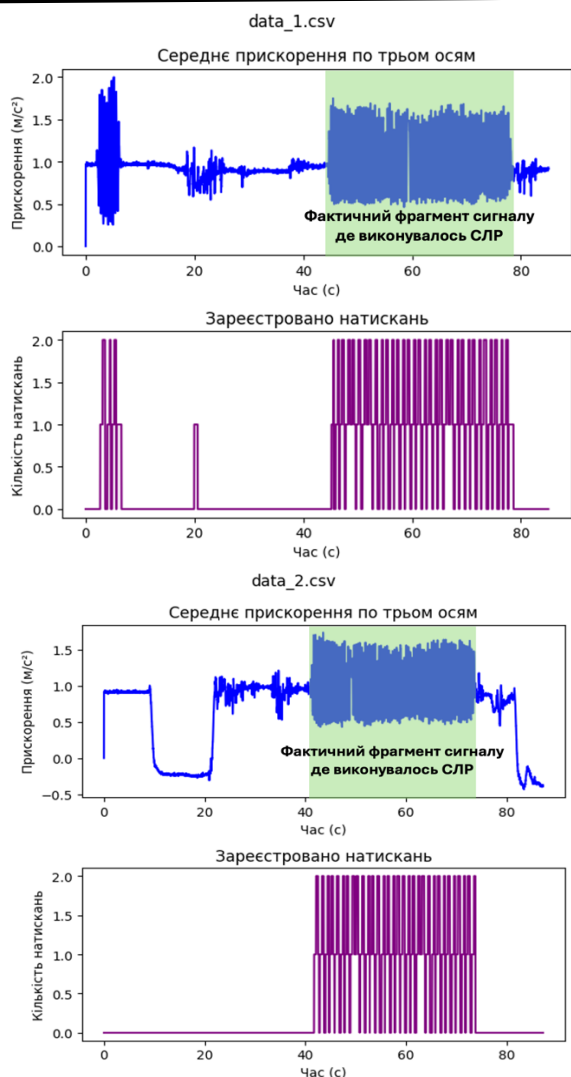 data_1.csv
Середнє прискорення по трьом осям
Прискорення (м/с²)
2.0
1.5
1.0
0.5
0.0
Фактичний фрагмент сигналу
де виконувалось СЛР
0
20
40
60
80
Час (с)
Зареєстровано натискань
Кількість натискань
2.0
1.5
1.0
0.5
0.0
0
20
40
60
80
Час (с)
data_2.csv
Середнє прискорення по трьом осям
Прискорення (м/с²)
1.5
1.0
0.5
0.0
−0.5
Фактичний фрагмент сигналу
де виконувалось СЛР
0
20
40
60
80
Час (с)
Зареєстровано натискань
Кількість натискань
2.0
1.5
1.0
0.5
0.0
0
20
40
60
80
Час (с)